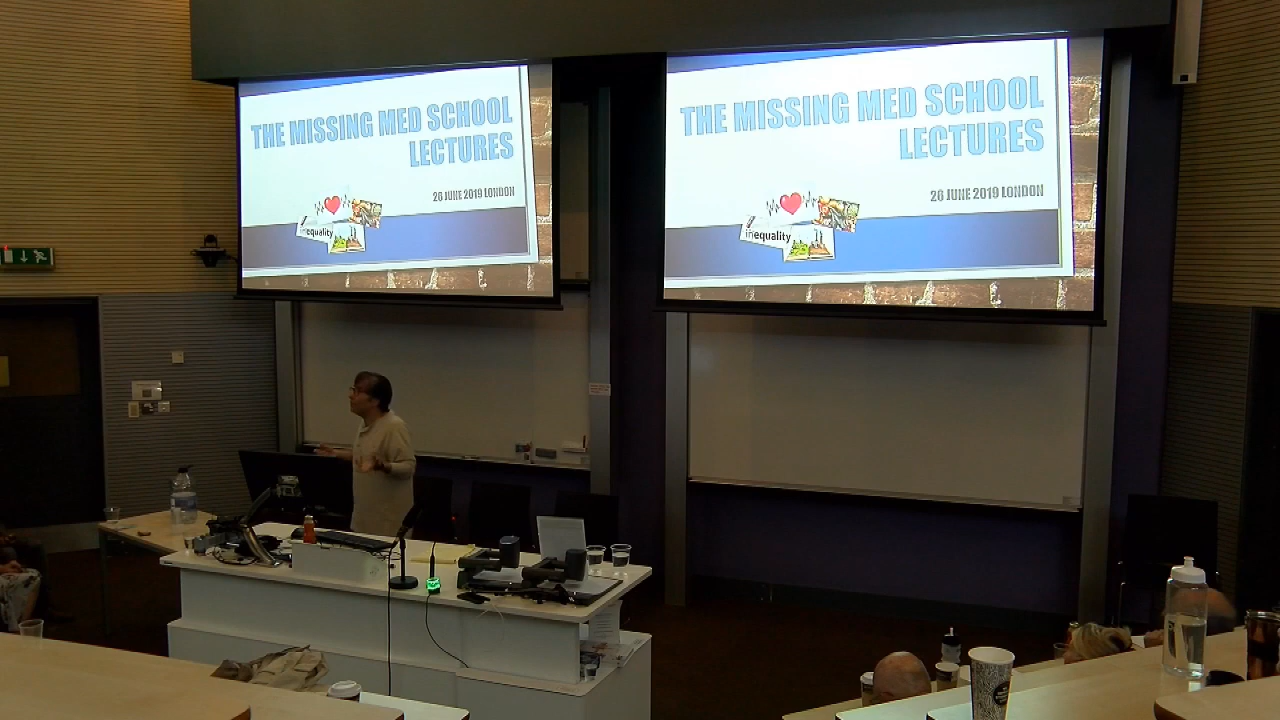 THE MISSING MED SCHOOL
LECTURES
26 JUNE 2019 LONDON
inequality
THE MISSING MED SCHOOL
LECTURES
26 JUNE 2019 LONDON
inequality